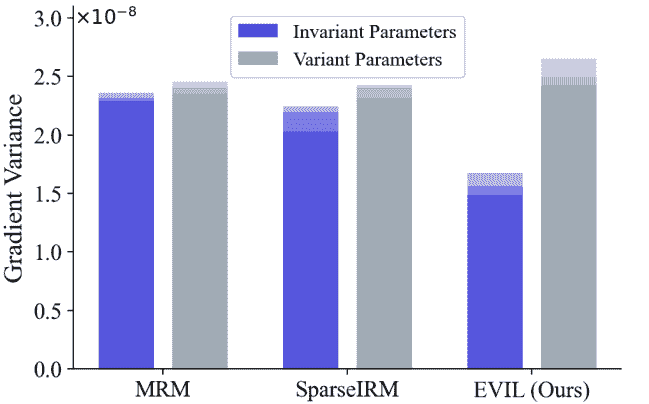 ×10⁻⁸
3.0
2.5
2.0
1.5
1.0
0.5
0.0
Gradient Variance
Invariant Parameters
Variant Parameters
MRM
SparseIRM
EVIL (Ours)